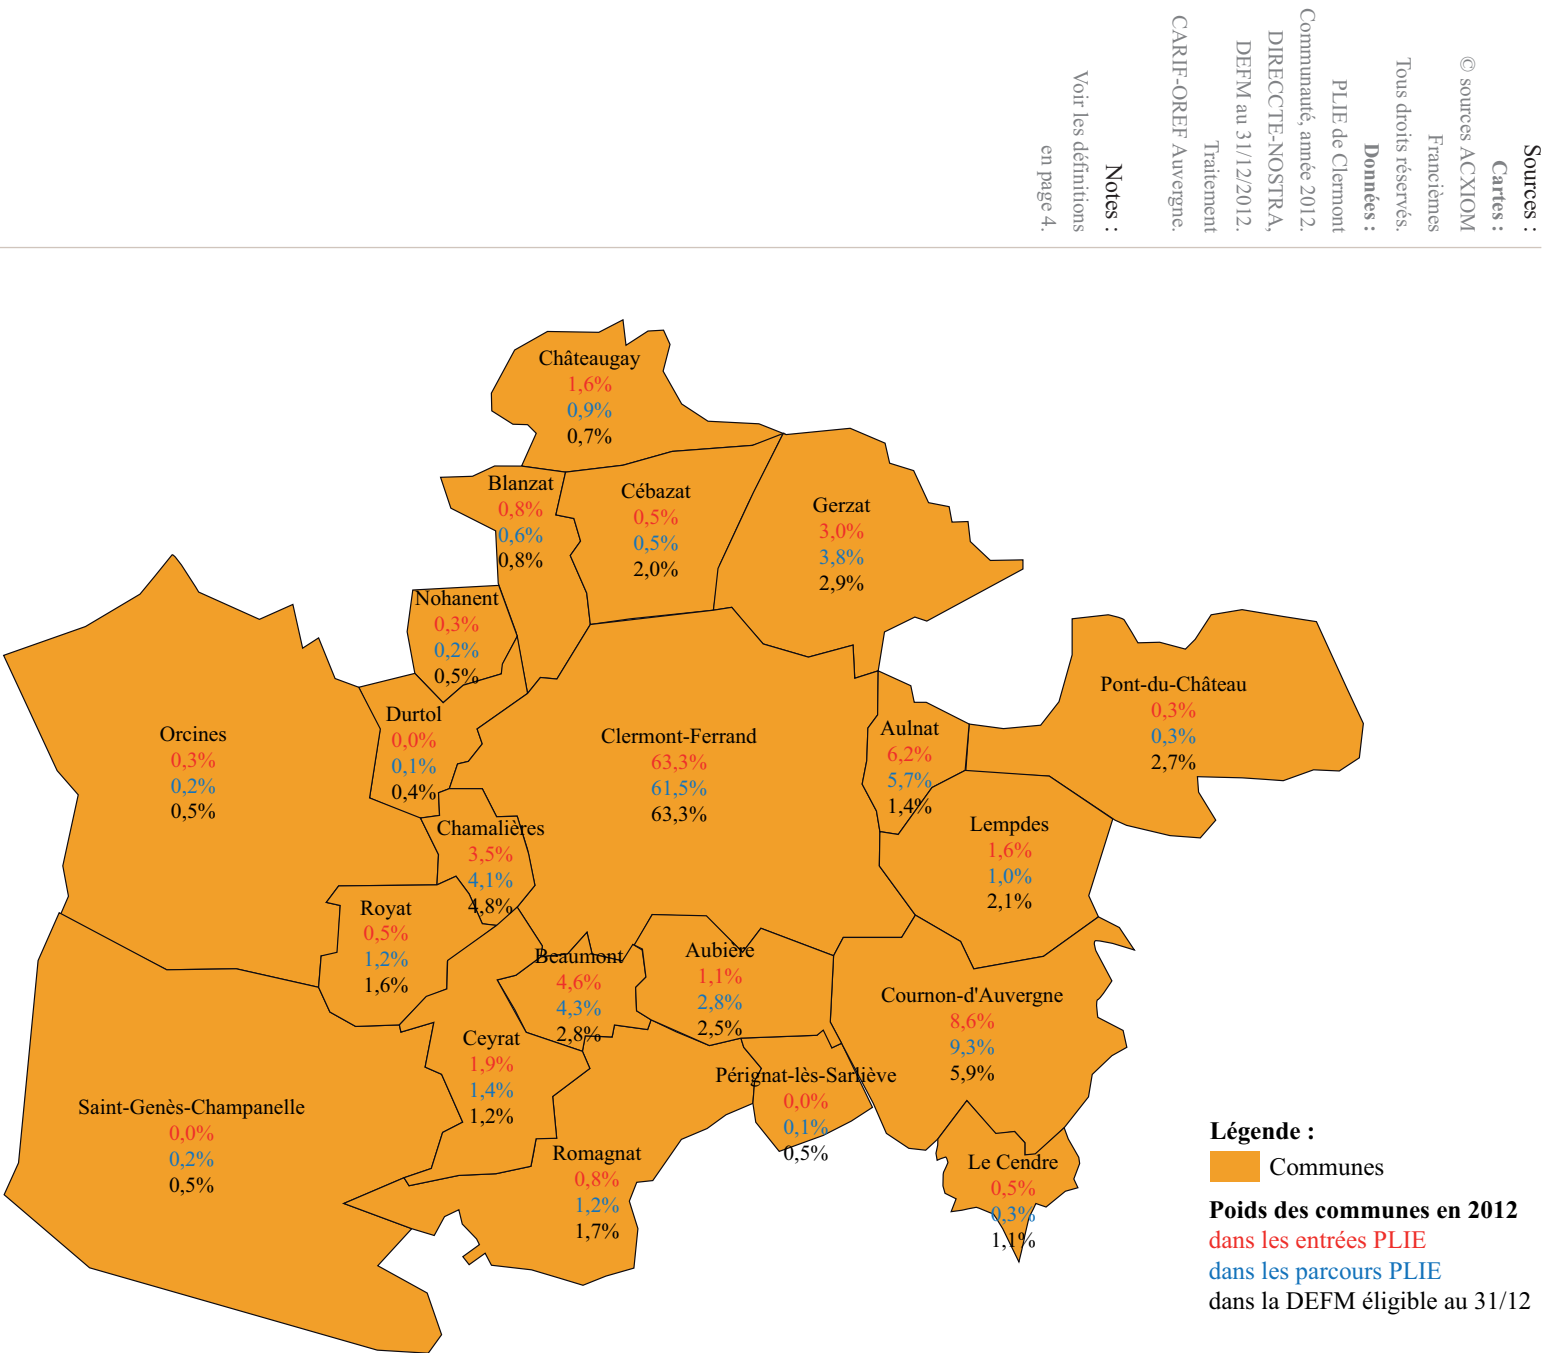 Sources :
Cartes :
© sources ACXIOM
Francièmes
Tous droits réservés.
Données :
PLIE de Clermont
Communauté, année 2012.
DIRECCTE-NOSTRA,
DEFM au 31/12/2012.
Traitement
CARIF-OREF Auvergne.
Notes :
Voir les définitions
en page 4.
Châteaugay
1,6%
0,9%
0,7%
Blanzat
0,8%
0,6%
0,8%
Cébazat
0,5%
0,5%
2,0%
Gerzat
3,0%
3,8%
2,9%
Nohanent
0,3%
0,2%
0,5%
Pont-du-Château
0,3%
0,3%
2,7%
Orcines
0,3%
0,2%
0,5%
Durtol
0,0%
0,1%
0,4%
Clermont-Ferrand
63,3%
61,5%
63,3%
Aulnat
6,2%
5,7%
1,4%
Chamalières
3,5%
4,1%
4,8%
Lempdes
1,6%
1,0%
2,1%
Royat
0,5%
1,2%
1,6%
Beaumont
4,6%
4,3%
2,8%
Aubière
1,1%
2,8%
2,5%
Cournon-d'Auvergne
8,6%
9,3%
5,9%
Ceyrat
1,9%
1,4%
1,2%
Pérignat-lès-Sarliève
0,0%
0,1%
0,5%
Saint-Genès-Champanelle
0,0%
0,2%
0,5%
Romagnat
0,8%
1,2%
1,7%
Le Cendre
0,5%
0,3%
1,1%
Légende :
Communes
Poids des communes en 2012
dans les entrées PLIE
dans les parcours PLIE
dans la DEFM éligible au 31/12